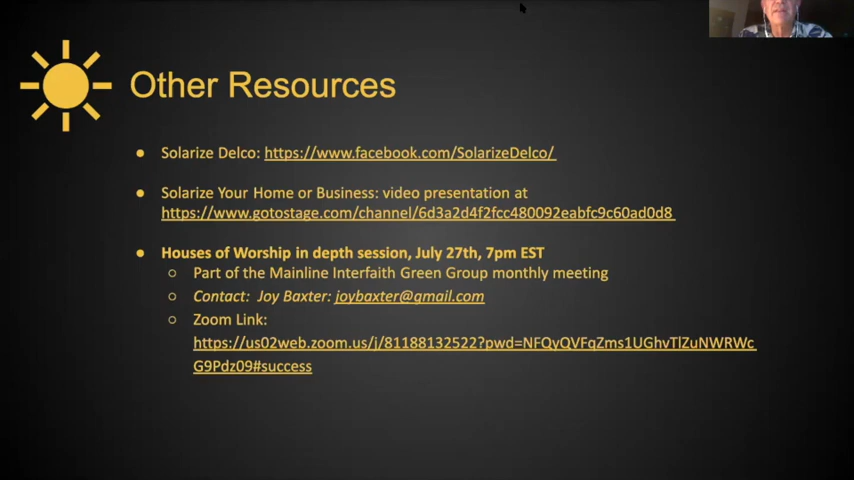 Other Resources
● Solarize Delco: https://www.facebook.com/SolarizeDelco/
● Solarize Your Home or Business: video presentation at
https://www.gotostage.com/channel/6d3a2d4f2fcc480092eabfc9c60ad0d8
● Houses of Worship in depth session, July 27th, 7pm EST
○ Part of the Mainline Interfaith Green Group monthly meeting
○ Contact: Joy Baxter: joybaxter@gmail.com
○ Zoom Link:
https://us02web.zoom.us/j/81188132522?pwd=NFQyQVFqZms1UGhvTlZuNWRWc
G9Pdz09#success